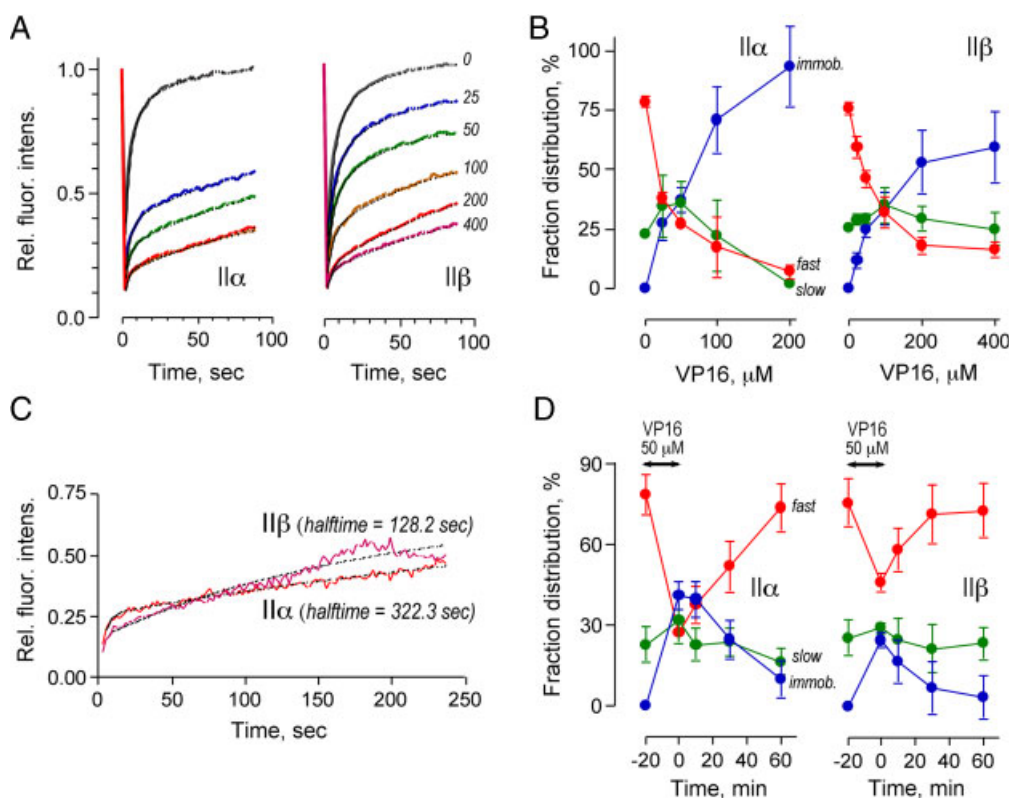 A
Rel. fluor. intens.
1.0
0.5
0.0
IIα
IIβ
0
25
50
100
200
400
0 100
0 100
Time, sec
Time, sec
B
Fraction distribution, %
100
75
50
25
0
IIα
immob.
fast
slow
IIβ
0 100 200
0 200 400
VP16, μM
VP16, μM
C
Rel. fluor intens.
0.75
0.50
0.25
0.00
IIβ (halftime = 128.2 sec)
IIα (halftime = 322.3 sec)
0 50 100 150 200 250
Time, sec
D
Fraction distribution, %
VP16
50 μM
VP16
50 μM
90
60
30
0
fast
IIα
slow
immob.
IIβ
-20 0 20 40 60
-20 0 20 40 60
Time, min
Time, min